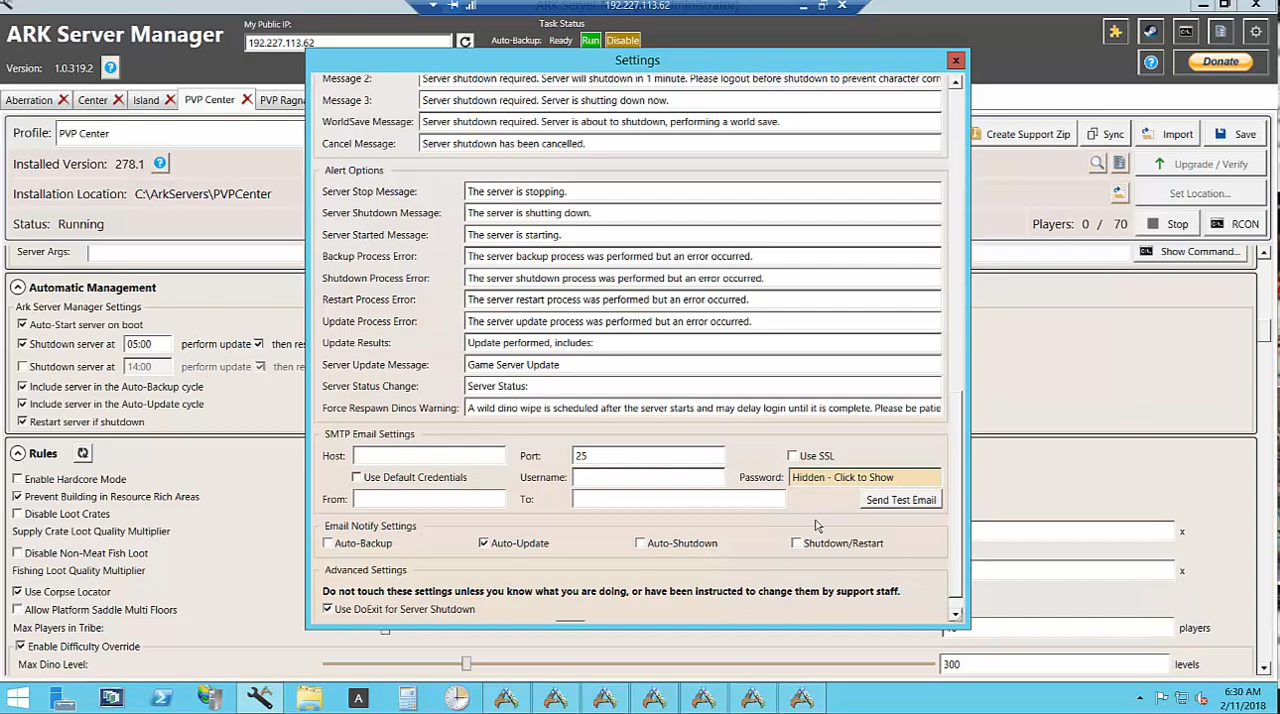 192.227.113.62
ARK Server Manager
My Public IP:
192.227.113.62
Task Status
Auto-Backup: Ready Run Disable
Version: 1.0.319.2
Donate
Aberration Center Island PVP Center PVP Ragna
Settings
Message 2: Server shutdown required. Server will shutdown in 1 minute. Please logout before shutdown to prevent character corr
Message 3: Server shutdown required. Server is shutting down now.
WorldSave Message: Server shutdown required. Server is about to shutdown, performing a world save.
Cancel Message: Server shutdown has been cancelled.
Alert Options
Server Stop Message: The server is stopping.
Server Shutdown Message: The server is shutting down.
Server Started Message: The server is starting.
Backup Process Error: The server backup process was performed but an error occurred.
Shutdown Process Error: The server shutdown process was performed but an error occurred.
Restart Process Error: The server restart process was performed but an error occurred.
Update Process Error: The server update process was performed but an error occurred.
Update Results: Update performed, includes:
Server Update Message: Game Server Update
Server Status Change: Server Status:
Force Respawn Dinos Warning: A wild dino wipe is scheduled after the server starts and may delay login until it is complete. Please be patie
SMTP Email Settings
Host: Port: 25 Use SSL
Use Default Credentials Username: Password: Hidden - Click to Show
From: To: Send Test Email
Email Notify Settings
Auto-Backup Auto-Update Auto-Shutdown Shutdown/Restart
Advanced Settings
Do not touch these settings unless you know what you are doing, or have been instructed to change them by support staff.
Use DoExit for Server Shutdown
Profile: PVP Center
Create Support Zip Sync Import Save
Installed Version: 278.1
Upgrade / Verify
Installation Location: C:\ArkServers\PVPCenter
Set Location...
Status: Running
Players: 0 / 70 Stop RCON
Server Args: Show Command...
Automatic Management
Ark Server Manager Settings
Auto-Start server on boot
Shutdown server at 05:00 perform update then re
Shutdown server at 14:00 perform update then re
Include server in the Auto-Backup cycle
Include server in the Auto-Update cycle
Restart server if shutdown
Rules
Enable Hardcore Mode
Prevent Building in Resource Rich Areas
Disable Loot Crates
Supply Crate Loot Quality Multiplier x
Disable Non-Meat Fish Loot
Fishing Loot Quality Multiplier x
Use Corpse Locator
Allow Platform Saddle Multi Floors
Max Players in Tribe: players
Enable Difficulty Override
Max Dino Level: 300 levels
6:30 AM
2/11/2018